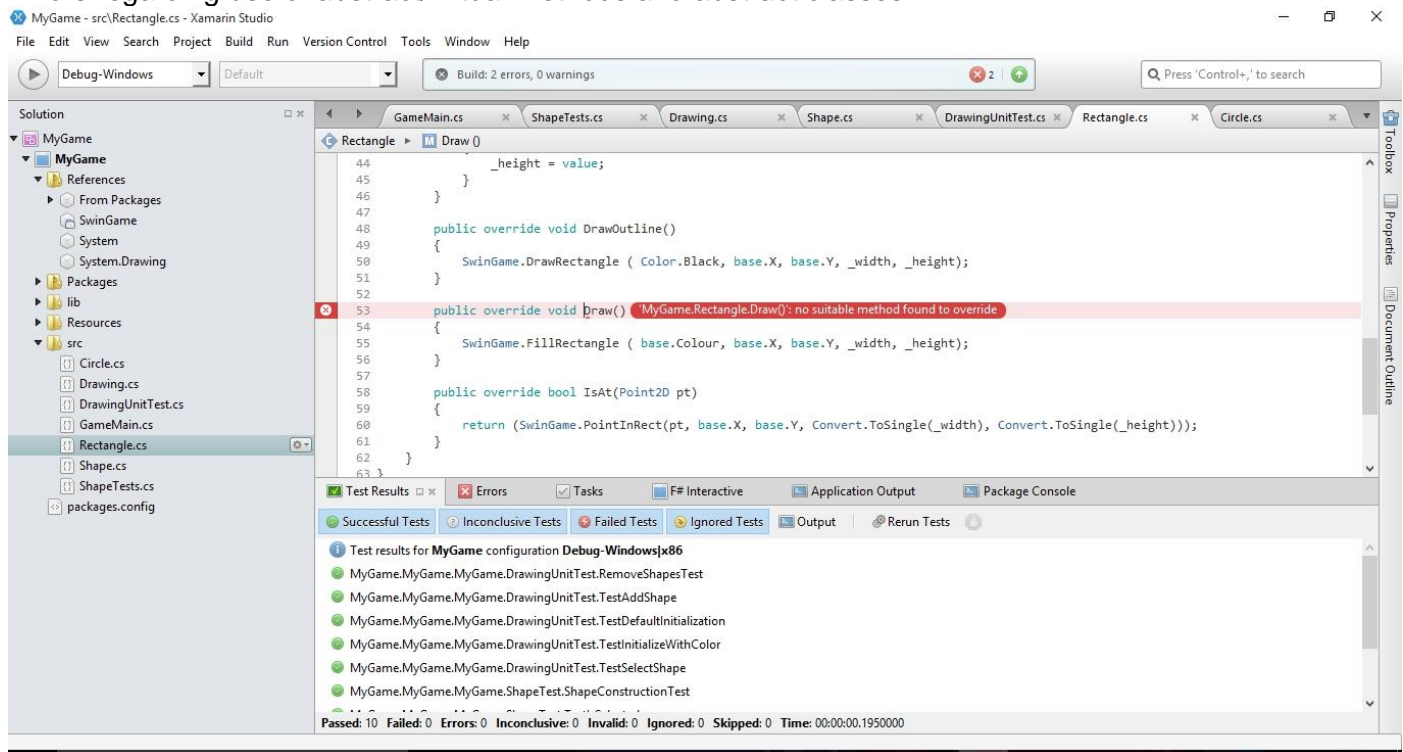 MyGame - src\Rectangle.cs - Xamarin Studio
File Edit View Search Project Build Run Version Control Tools Window Help
Debug-Windows Default Build: 2 errors, 0 warnings 2 Press 'Control+,' to search
Solution
MyGame
MyGame
References
From Packages
SwinGame
System
System.Drawing
Packages
lib
Resources
src
Circle.cs
Drawing.cs
DrawingUnitTest.cs
GameMain.cs
Rectangle.cs
Shape.cs
ShapeTests.cs
packages.config
GameMain.cs ShapeTests.cs Drawing.cs Shape.cs DrawingUnitTest.cs Rectangle.cs Circle.cs
Rectangle Draw ()
44 _height = value;
45 }
46 }
47
48 public override void DrawOutline()
49 {
50 SwinGame.DrawRectangle ( Color.Black, base.X, base.Y, _width, _height);
51 }
52
53 public override void Draw() 'MyGame.Rectangle.Draw()': no suitable method found to override
54 {
55 SwinGame.FillRectangle ( base.Colour, base.X, base.Y, _width, _height);
56 }
57
58 public override bool IsAt(Point2D pt)
59 {
60 return (SwinGame.PointInRect(pt, base.X, base.Y, Convert.ToSingle(_width), Convert.ToSingle(_height)));
61 }
62 }
63 }
Toolbox
Properties
Document Outline
Test Results Errors Tasks F# Interactive Application Output Package Console
Successful Tests Inconclusive Tests Failed Tests Ignored Tests Output Rerun Tests
Test results for MyGame configuration Debug-Windows|x86
MyGame.MyGame.MyGame.DrawingUnitTest.RemoveShapesTest
MyGame.MyGame.MyGame.DrawingUnitTest.TestAddShape
MyGame.MyGame.MyGame.DrawingUnitTest.TestDefaultInitialization
MyGame.MyGame.MyGame.DrawingUnitTest.TestInitializeWithColor
MyGame.MyGame.MyGame.DrawingUnitTest.TestSelectShape
MyGame.MyGame.MyGame.ShapeTest.ShapeConstructionTest
Passed: 10 Failed: 0 Errors: 0 Inconclusive: 0 Invalid: 0 Ignored: 0 Skipped: 0 Time: 00:00:00.1950000